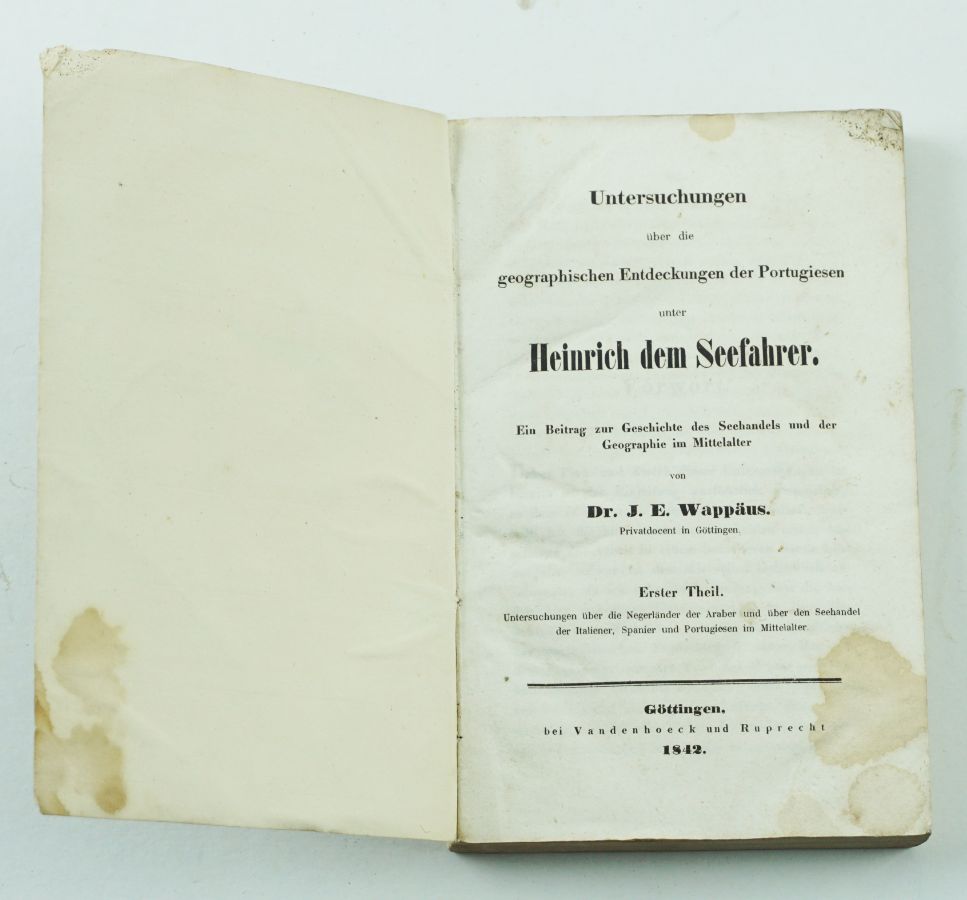 Untersuchungen
über die
geographischen Entdeckungen der Portugiesen
unter
Heinrich dem Seefahrer.
Ein Beitrag zur Geschichte des Seehandels und der
Geographie im Mittelalter
von
Dr. J. E. Wappäus.
Privatdocent in Göttingen.
Erster Theil.
Untersuchungen über die Negerländer der Araber und über den Seehandel
der Italiener, Spanier und Portugiesen im Mittelalter.
Göttingen.
bei Vandenhoeck und Ruprecht
1842.